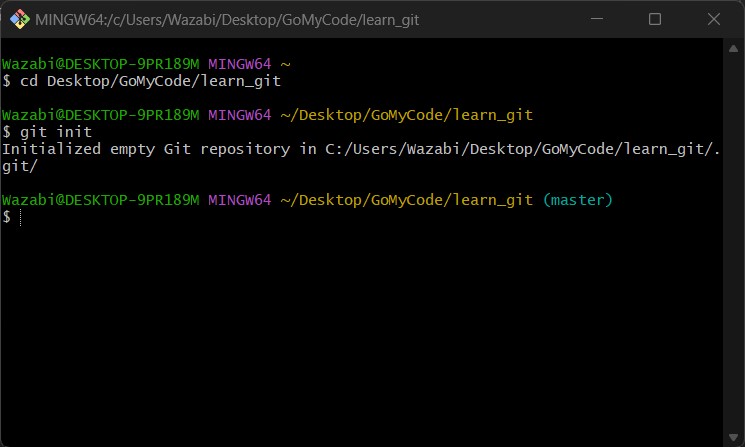 MINGW64:/c/Users/Wazabi/Desktop/GoMyCode/learn_git
Wazabi@DESKTOP-9PR189M MINGW64 ~
$ cd Desktop/GoMyCode/learn_git
Wazabi@DESKTOP-9PR189M MINGW64 ~/Desktop/GoMyCode/learn_git
$ git init
Initialized empty Git repository in C:/Users/Wazabi/Desktop/GoMyCode/learn_git/.
git/
Wazabi@DESKTOP-9PR189M MINGW64 ~/Desktop/GoMyCode/learn_git (master)
$